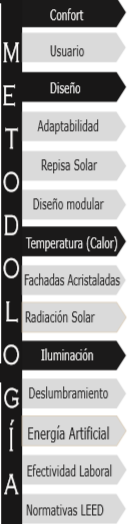 METODOLOGÍA
Confort
Usuario
Diseño
Adaptabilidad
Repisa Solar
Diseño modular
Temperatura (Calor)
Fachadas Acristaladas
Radiación Solar
Iluminación
Deslumbramiento
Energía Artificial
Efectividad Laboral
Normativas LEED